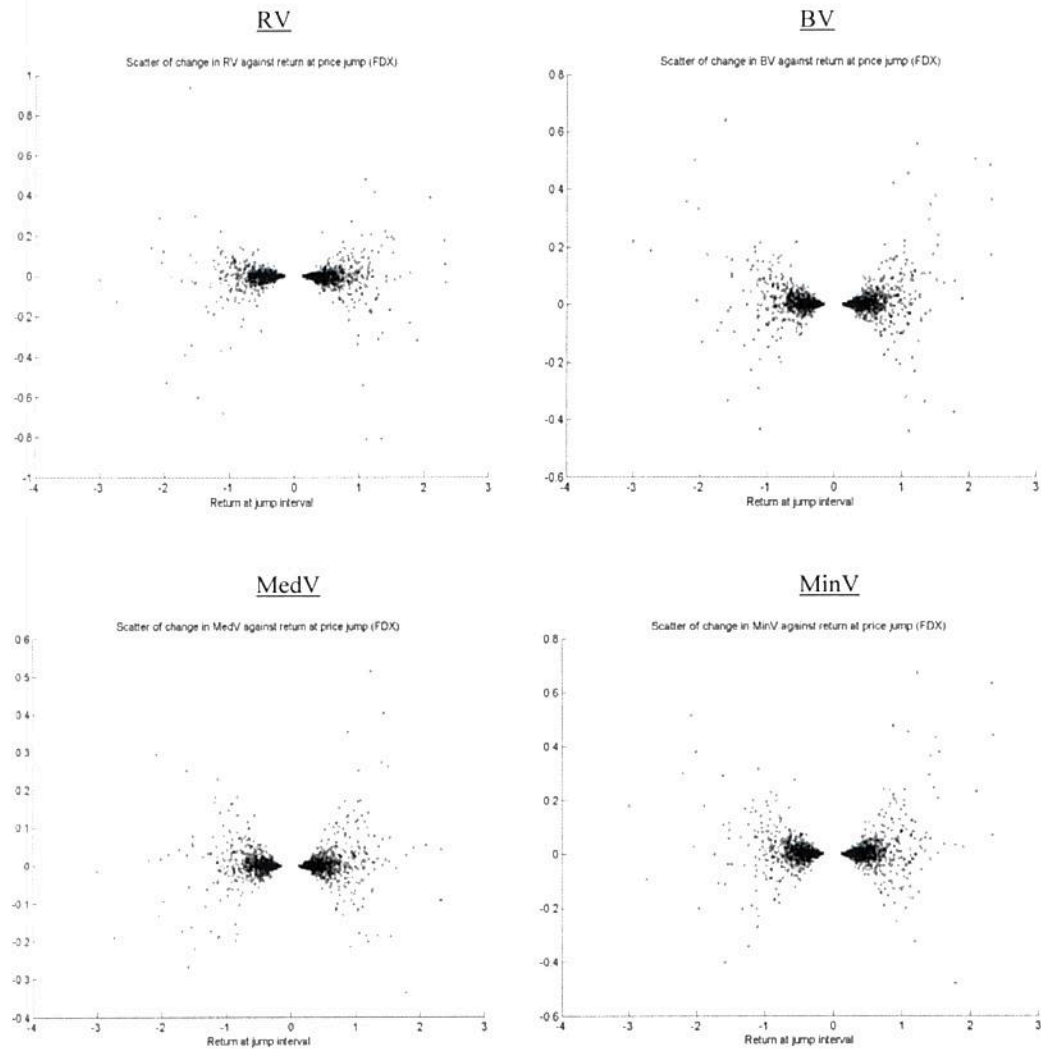 RV
Scatter of change in RV against return at price jump (FDX)
1
0.8
0.6
0.4
0.2
0
-0.2
-0.4
-0.6
-0.8
-1
-4 -3 -2 -1 0 1 2 3
Return at jump interval
BV
Scatter of change in BV against return at price jump (FDX)
0.8
0.6
0.4
0.2
0
-0.2
-0.4
-0.6
-4 -3 -2 -1 0 1 2 3
Return at jump interval
MedV
Scatter of change in MedV against return at price jump (FDX)
0.6
0.5
0.4
0.3
0.2
0.1
0
-0.1
-0.2
-0.3
-0.4
-4 -3 -2 -1 0 1 2 3
Return at jump interval
MinV
Scatter of change in MinV against return at price jump (FDX)
0.8
0.6
0.4
0.2
0
-0.2
-0.4
-0.6
-4 -3 -2 -1 0 1 2 3
Return at jump interval